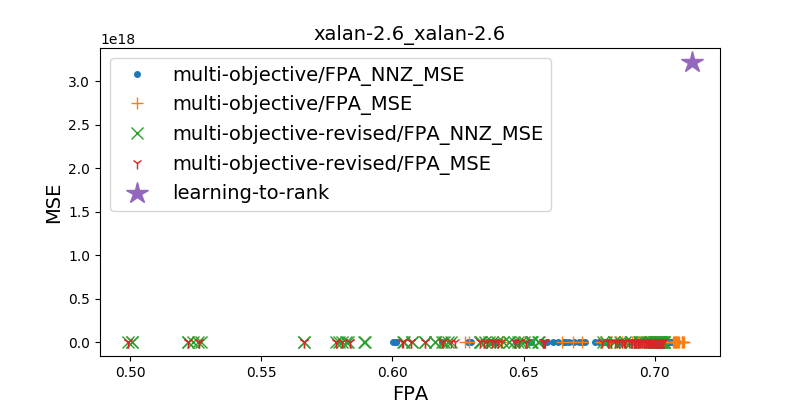 xalan-2.6_xalan-2.6
1e18
multi-objective/FPA_NNZ_MSE
multi-objective/FPA_MSE
multi-objective-revised/FPA_NNZ_MSE
multi-objective-revised/FPA_MSE
learning-to-rank
MSE
3.0
2.5
2.0
1.5
1.0
0.5
0.0
0.50 0.55 0.60 0.65 0.70
FPA